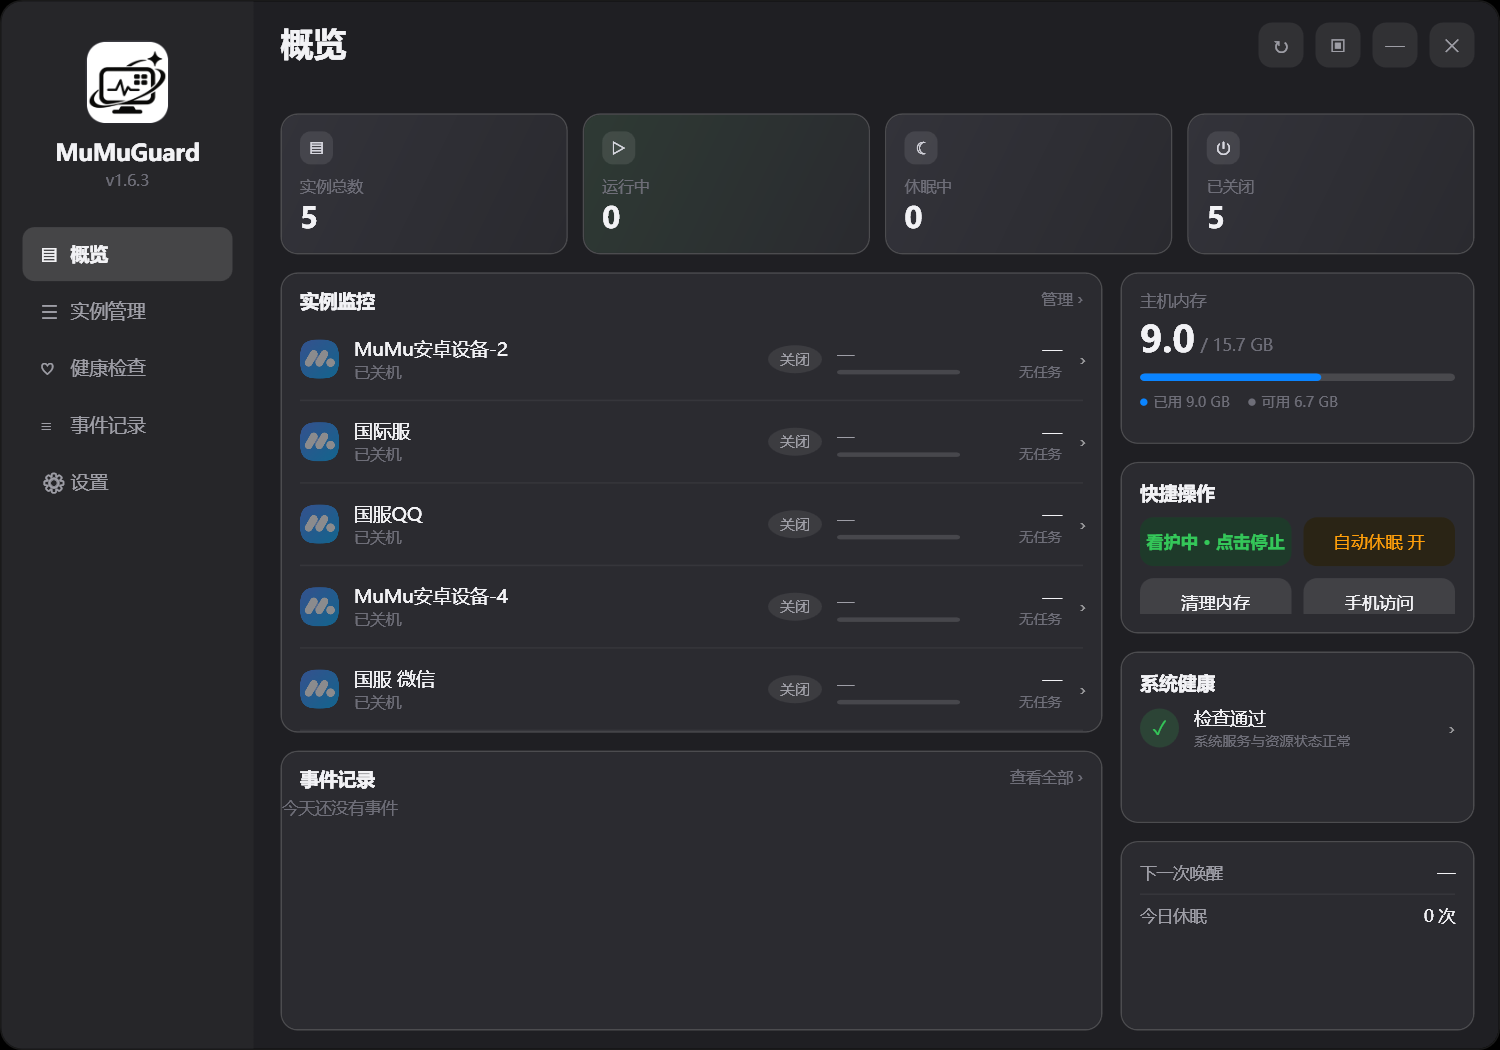 MuMuGuard
v1.6.3
概览
实例管理
健康检查
事件记录
设置
概览
实例总数
5
运行中
0
休眠中
0
已关闭
5
实例监控
管理 ›
MuMu安卓设备-2
已关机
关闭
—
—
无任务
国际服
已关机
关闭
—
—
无任务
国服QQ
已关机
关闭
—
—
无任务
MuMu安卓设备-4
已关机
关闭
—
—
无任务
国服 微信
已关机
关闭
—
—
无任务
事件记录
查看全部 ›
今天还没有事件
主机内存
9.0 / 15.7 GB
已用 9.0 GB
可用 6.7 GB
快捷操作
看护中 • 点击停止
自动休眠 开
清理内存
手机访问
系统健康
检查通过
系统服务与资源状态正常
下一次唤醒
—
今日休眠
0 次